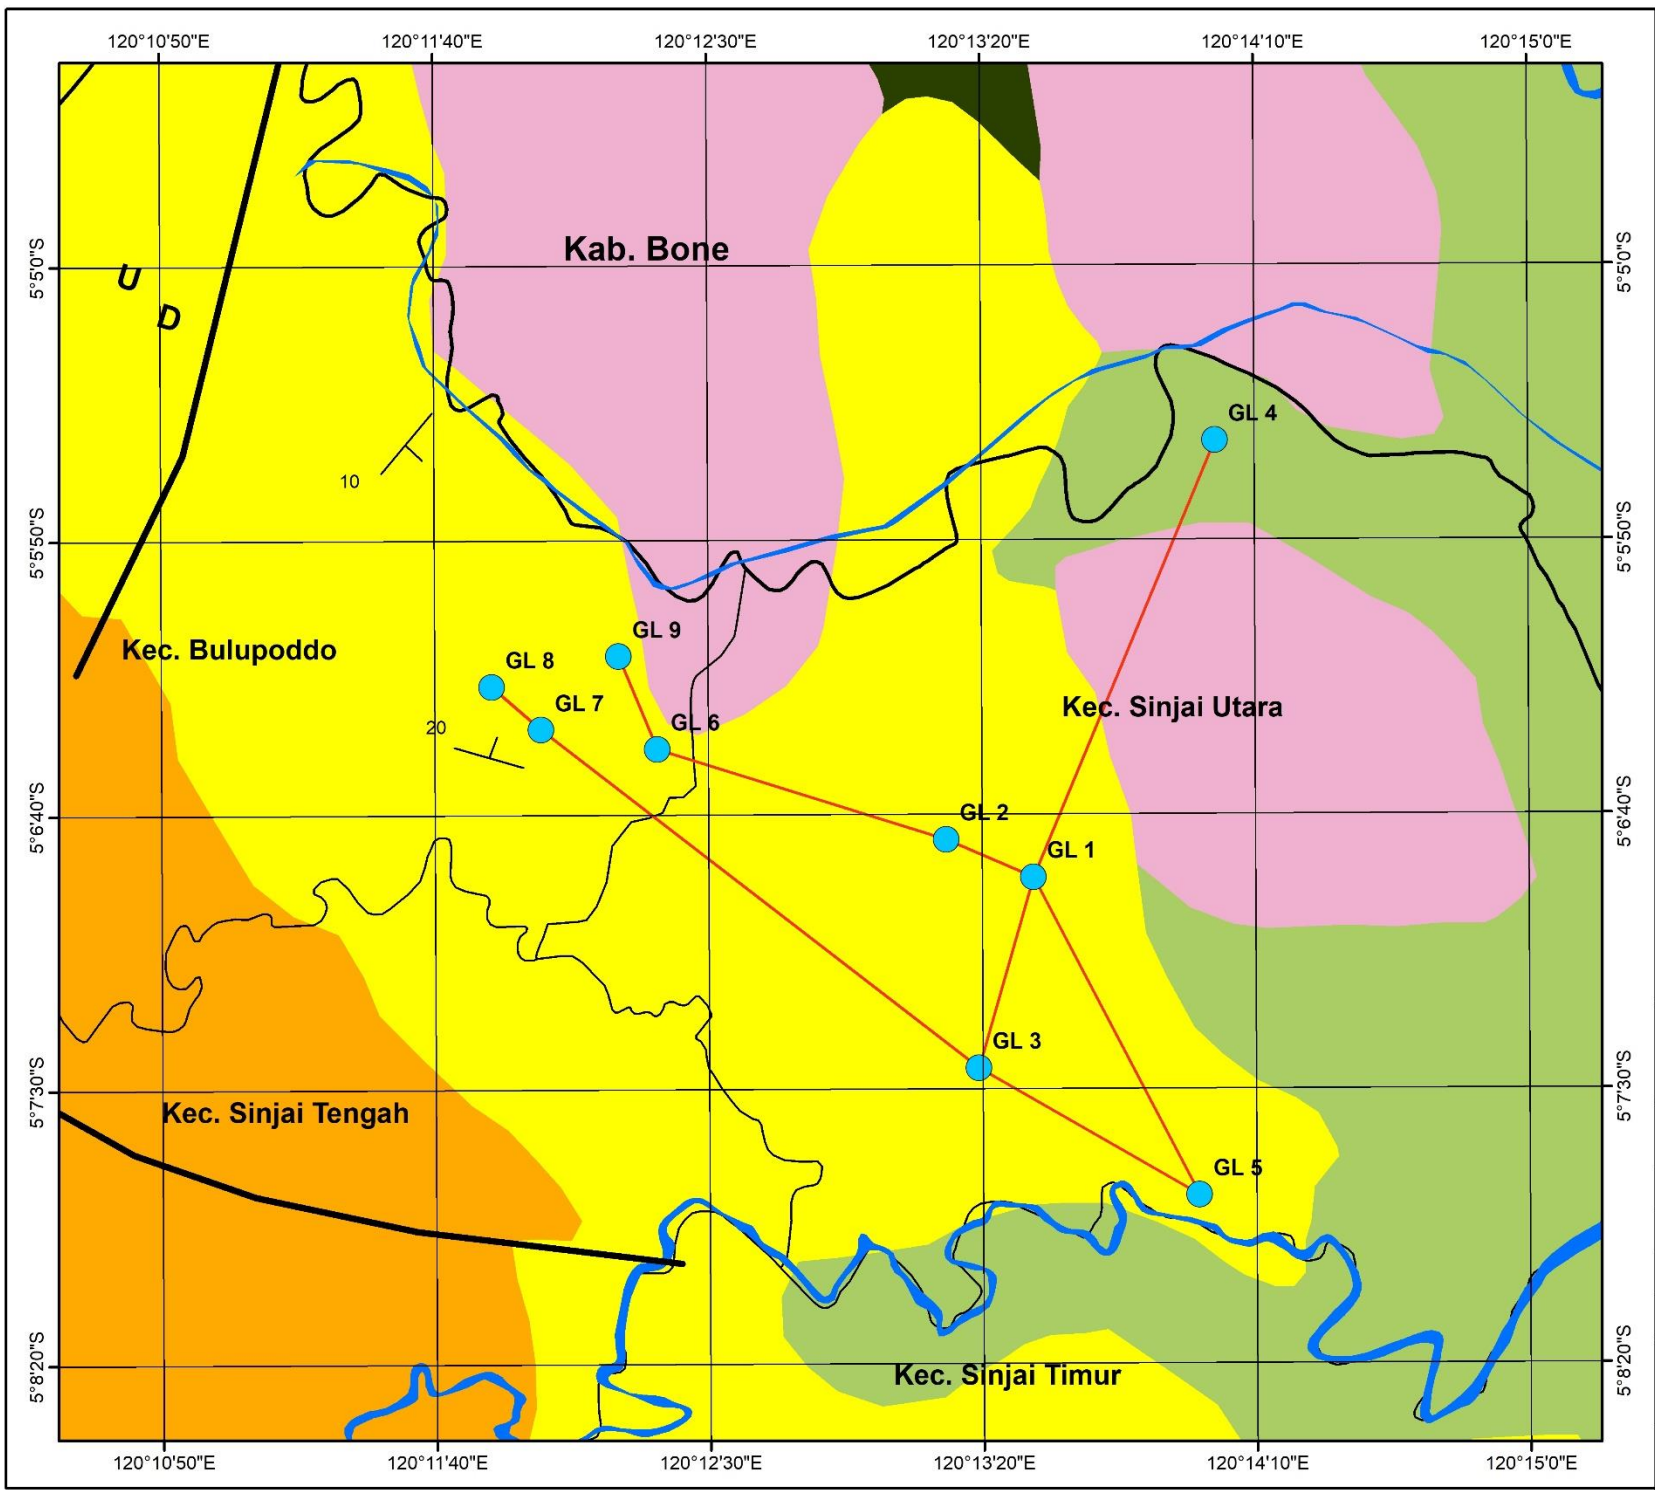 120°10'50"E 120°11'40"E 120°12'30"E 120°13'20"E 120°14'10"E 120°15'0"E
Kab. Bone
5°5'0"S
5°5'0"S
U
D
GL 4
10
5°5'50"S
5°5'50"S
GL 9
Kec. Bulupoddo
GL 8
GL 7
Kec. Sinjai Utara
GL 6
20
5°6'40"S
5°6'40"S
GL 2
GL 1
GL 3
5°7'30"S
5°7'30"S
Kec. Sinjai Tengah
GL 5
5°8'20"S
5°8'20"S
Kec. Sinjai Timur
120°10'50"E 120°11'40"E 120°12'30"E 120°13'20"E 120°14'10"E 120°15'0"E